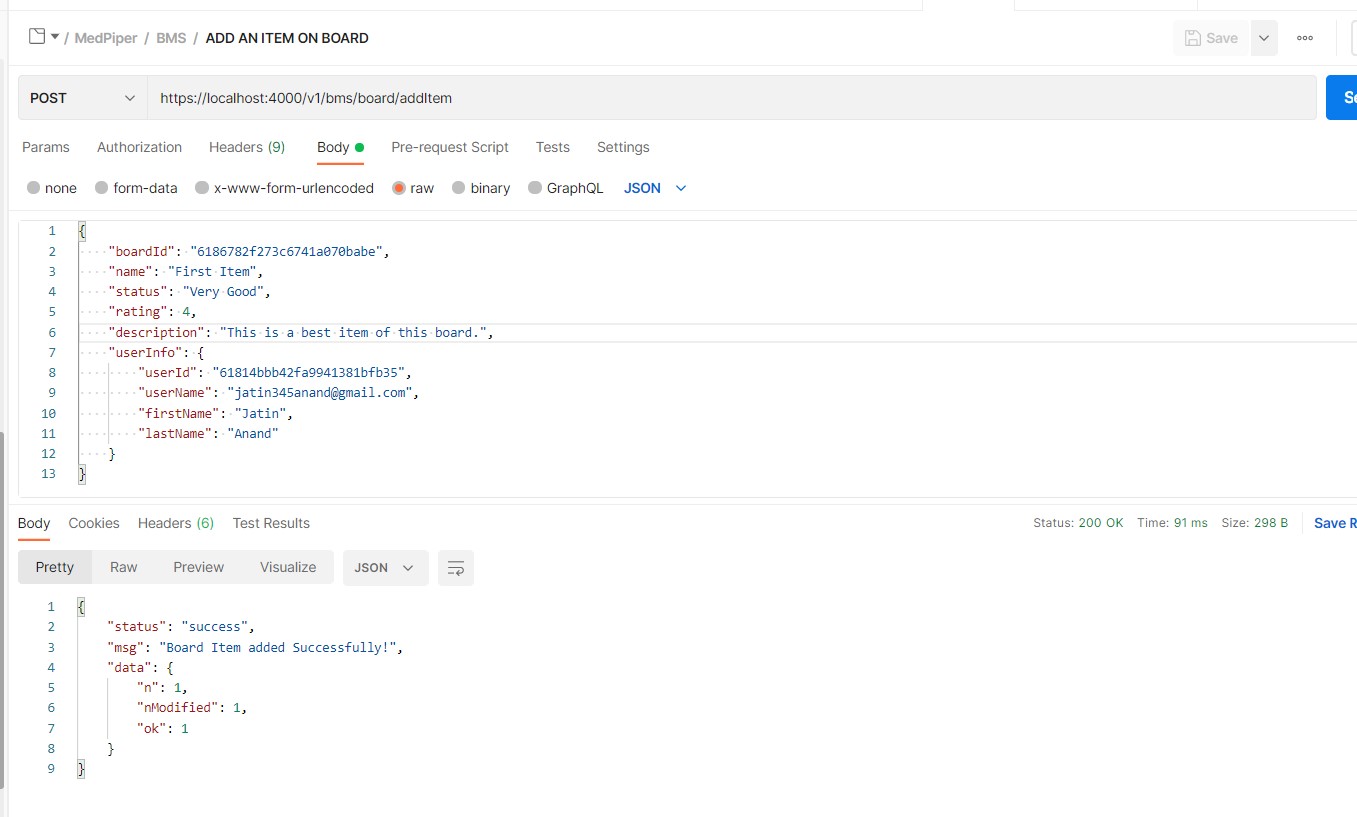 / MedPiper / BMS / ADD AN ITEM ON BOARD
Save
POST https://localhost:4000/v1/bms/board/addItem
Params Authorization Headers (9) Body Pre-request Script Tests Settings
none form-data x-www-form-urlencoded raw binary GraphQL JSON
1 {
2 "boardId": "6186782f273c6741a070babe",
3 "name": "First Item",
4 "status": "Very Good",
5 "rating": 4,
6 "description": "This is a best item of this board.",
7 "userInfo": {
8 "userId": "61814bbb42fa9941381bfb35",
9 "userName": "jatin345anand@gmail.com",
10 "firstName": "Jatin",
11 "lastName": "Anand"
12 }
13 }
Body Cookies Headers (6) Test Results Status: 200 OK Time: 91 ms Size: 298 B Save R
Pretty Raw Preview Visualize JSON
1 {
2 "status": "success",
3 "msg": "Board Item added Successfully!",
4 "data": {
5 "n": 1,
6 "nModified": 1,
7 "ok": 1
8 }
9 }